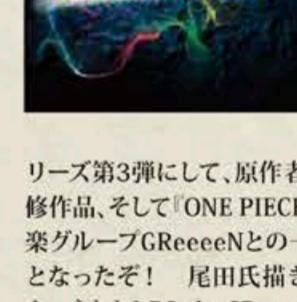 リーズ第3弾にして、原作者
修作品、そして『ONE PIECE
楽グループGReeeeNとの
となったぞ！　尾田氏描き